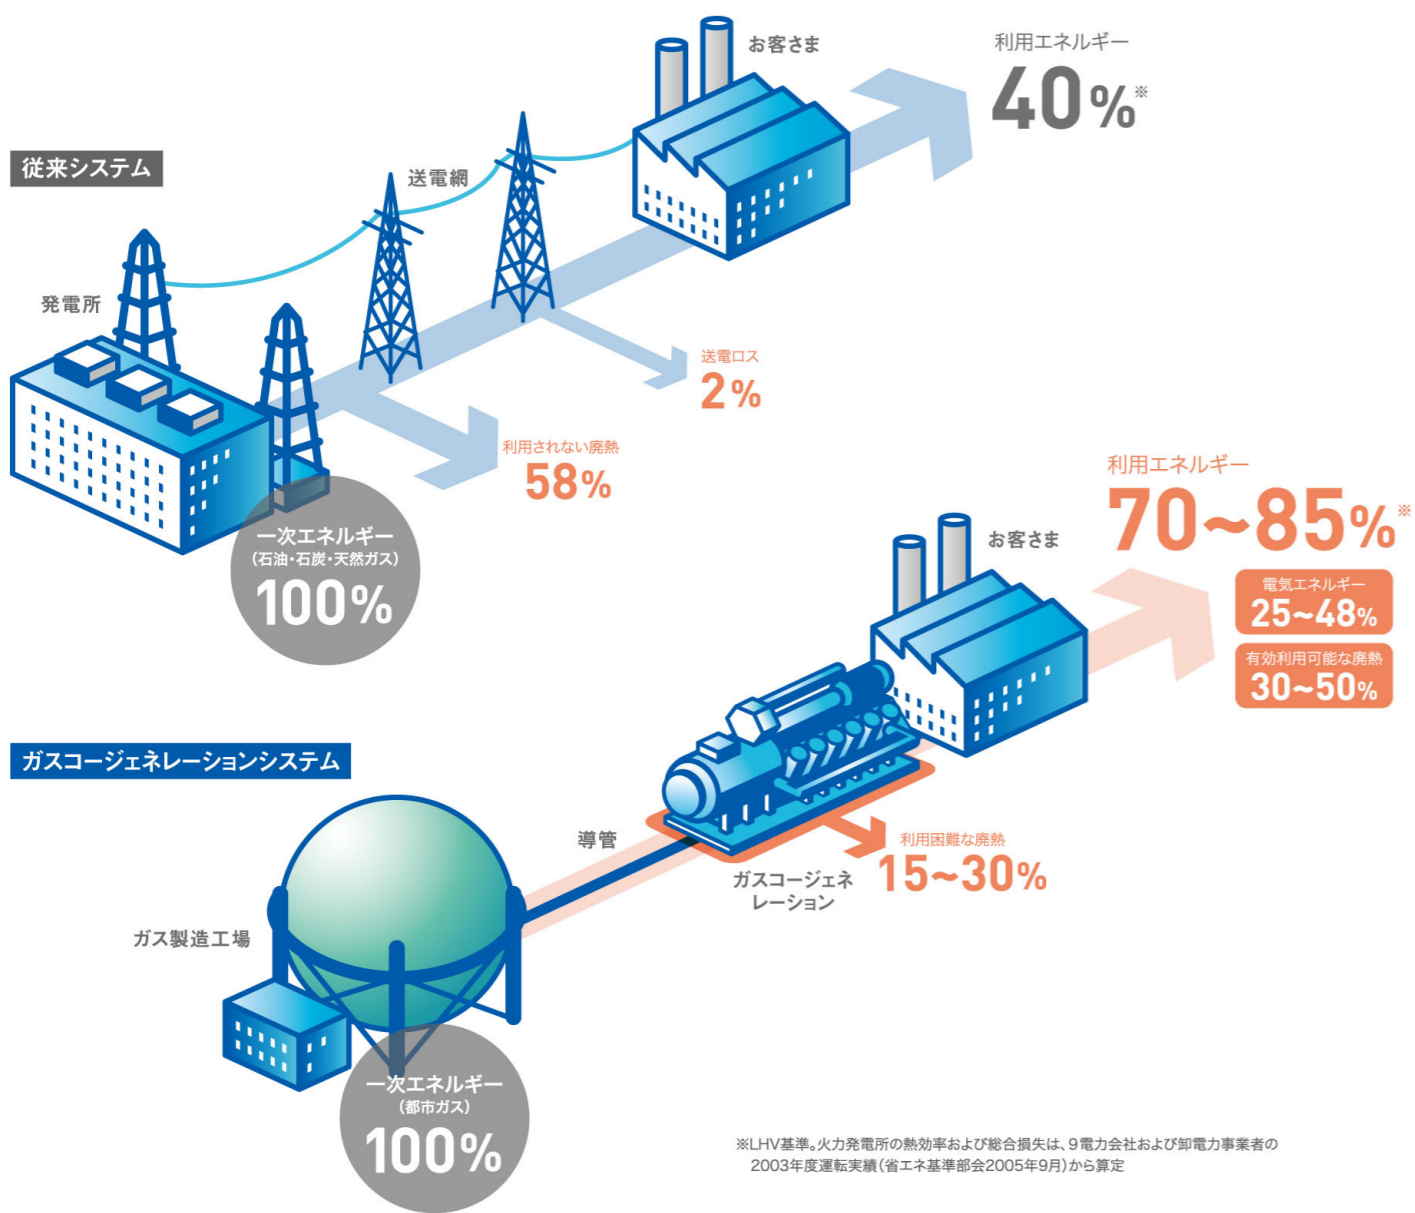 お客さま
利用エネルギー
40%※
従来システム
送電網
発電所
送電ロス
2%
利用されない廃熱
58%
一次エネルギー
(石油・石炭・天然ガス)
100%
利用エネルギー
70〜85%※
お客さま
電気エネルギー
25〜48%
有効利用可能な廃熱
30〜50%
ガスコージェネレーションシステム
導管
利用困難な廃熱
15〜30%
ガスコージェネ
レーション
ガス製造工場
一次エネルギー
(都市ガス)
100%
※LHV基準。火力発電所の熱効率および総合損失は、9電力会社および卸電力事業者の
2003年度運転実績(省エネ基準部会2005年9月)から算定